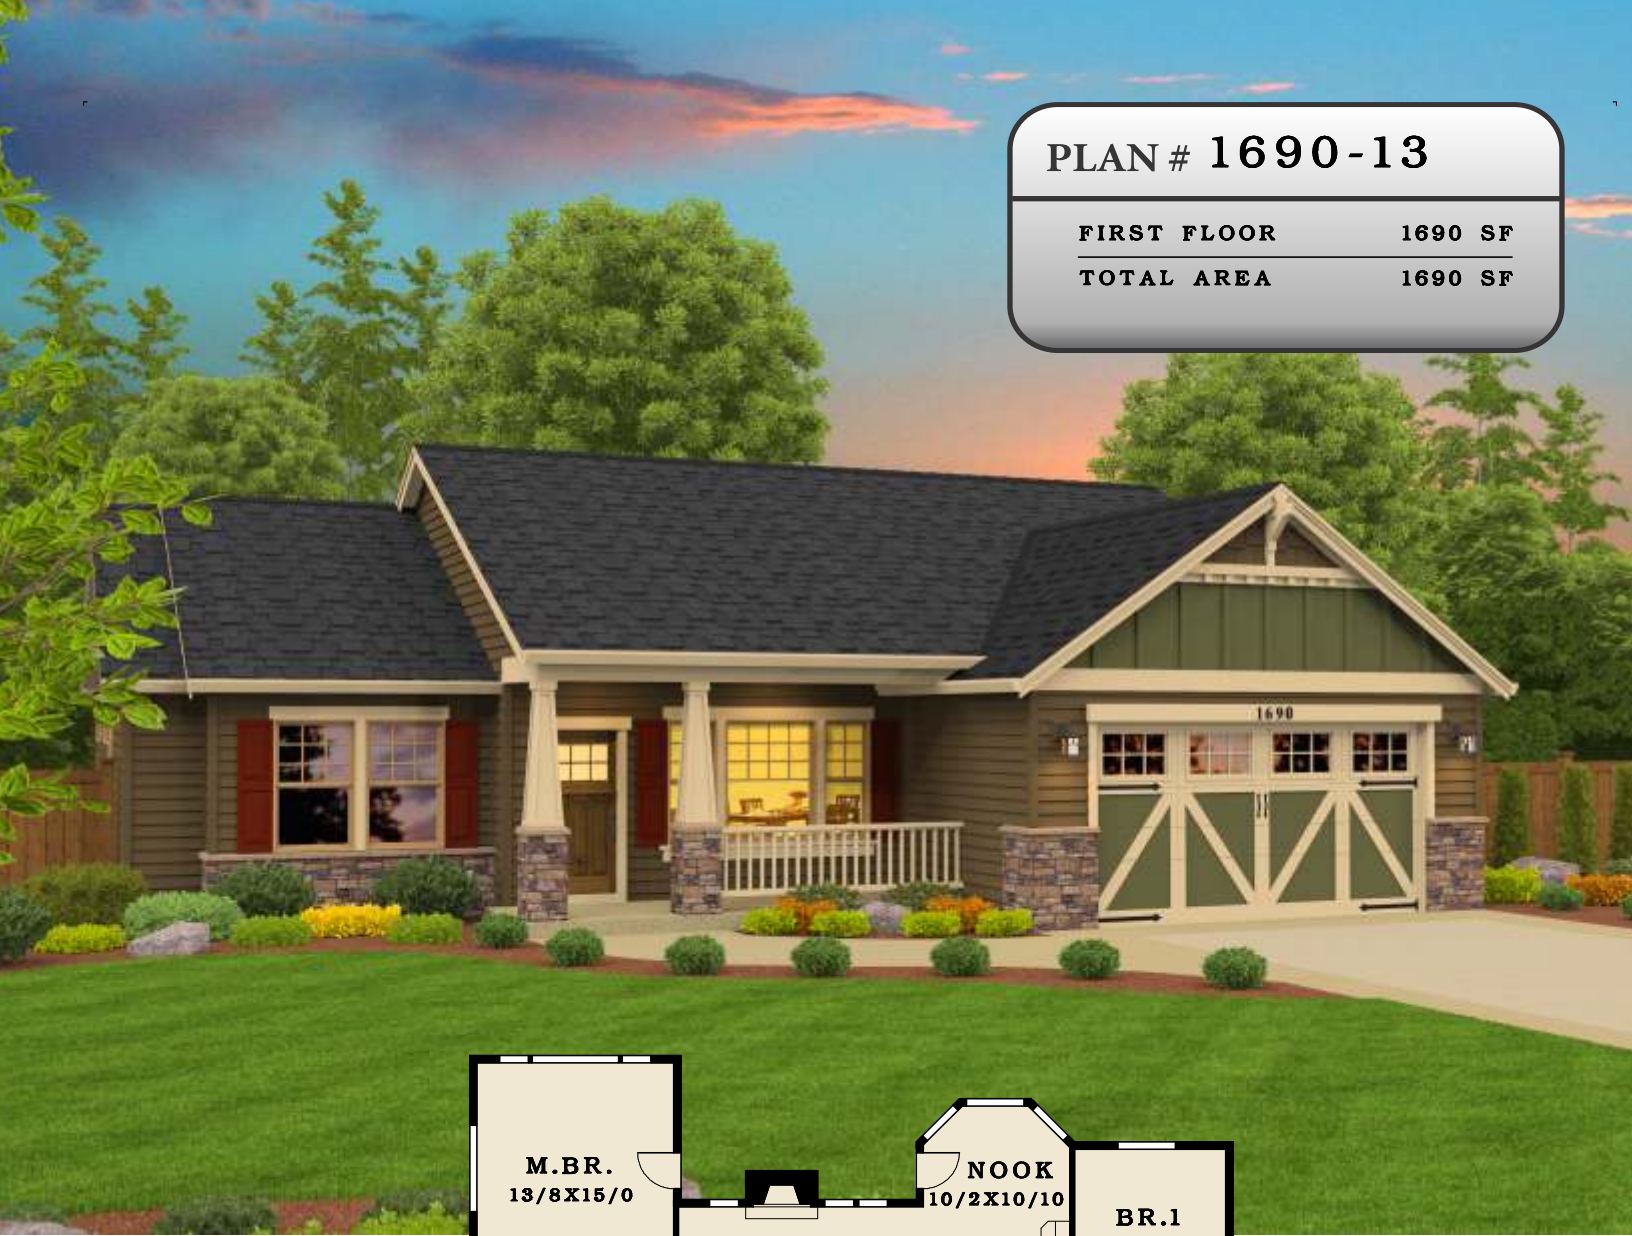 PLAN # 1690-13
FIRST FLOOR 1690 SF
TOTAL AREA 1690 SF
1690
M.BR.
13/8X15/0
NOOK
10/2X10/10
BR.1